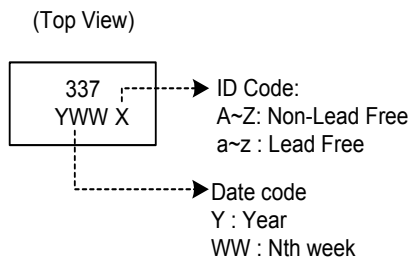 (Top View)
337
YWW X
ID Code:
A~Z: Non-Lead Free
a~z : Lead Free
Date code
Y : Year
WW : Nth week